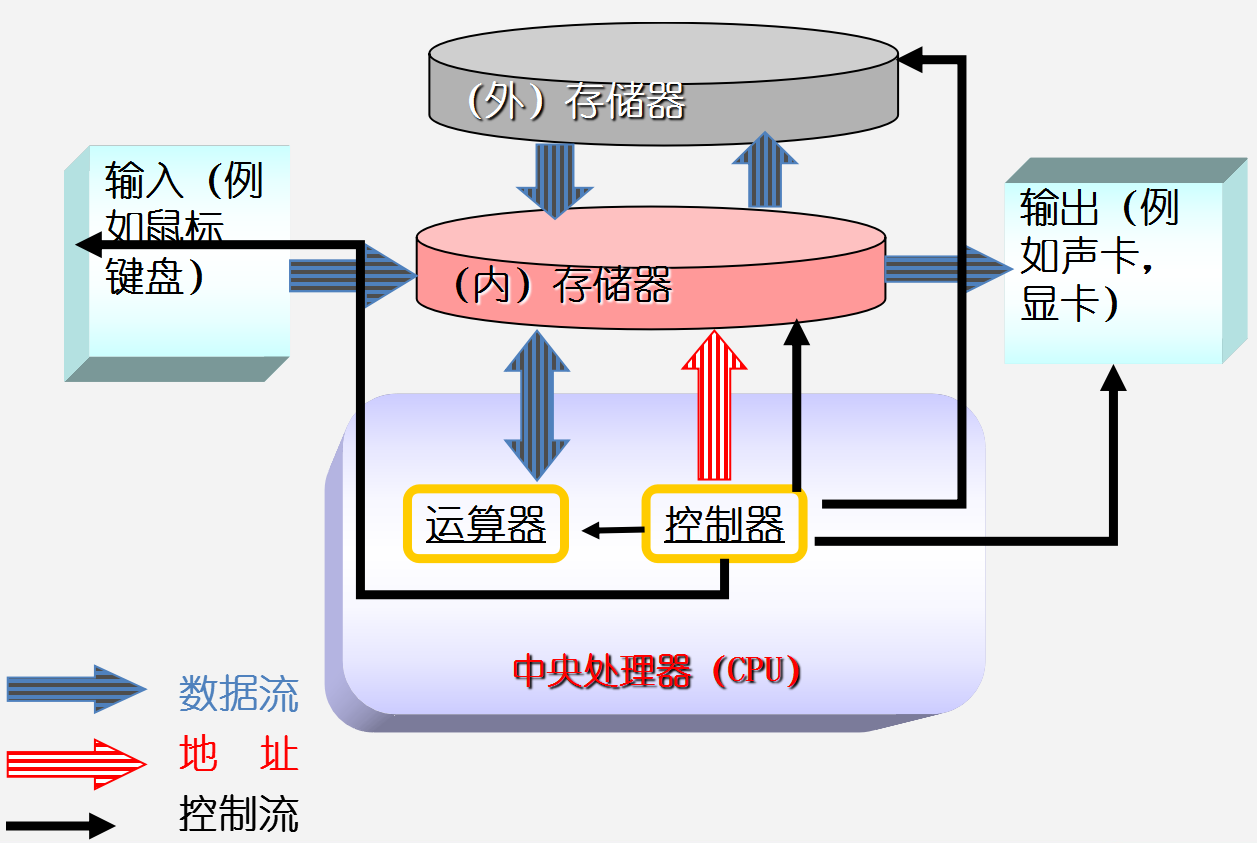 （外）存储器
输入（例
如鼠标
键盘）
（内）存储器
输出（例
如声卡，
显卡）
运算器
控制器
中央处理器（CPU）
数据流
地 址
控制流